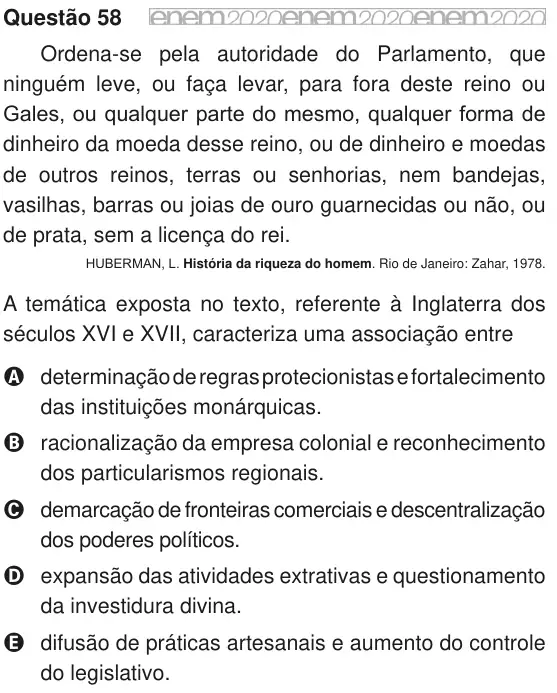 Questão 58 enem2020enem2020enem2020
Ordena-se pela autoridade do Parlamento, que
ninguém leve, ou faça levar, para fora deste reino ou
Gales, ou qualquer parte do mesmo, qualquer forma de
dinheiro da moeda desse reino, ou de dinheiro e moedas
de outros reinos, terras ou senhorias, nem bandejas,
vasilhas, barras ou joias de ouro guarnecidas ou não, ou
de prata, sem a licença do rei.
HUBERMAN, L. História da riqueza do homem. Rio de Janeiro: Zahar, 1978.
A temática exposta no texto, referente à Inglaterra dos
séculos XVI e XVII, caracteriza uma associação entre
A determinação de regras protecionistas e fortalecimento
das instituições monárquicas.
B racionalização da empresa colonial e reconhecimento
dos particularismos regionais.
C demarcação de fronteiras comerciais e descentralização
dos poderes políticos.
D expansão das atividades extrativas e questionamento
da investidura divina.
E difusão de práticas artesanais e aumento do controle
do legislativo.